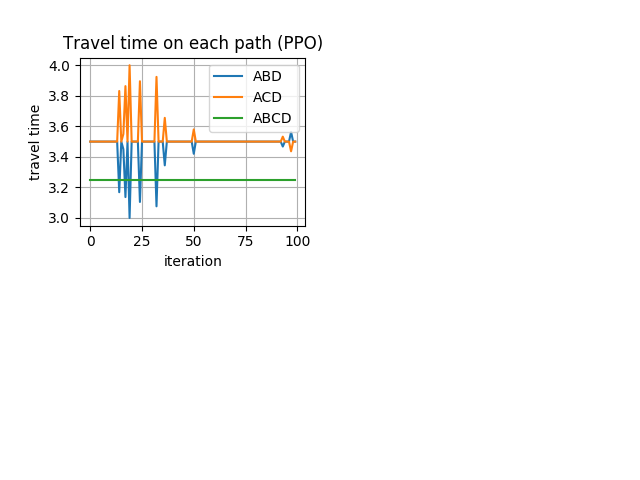 Travel time on each path (PPO)
4.0
3.8
3.6
3.4
3.2
3.0
travel time
ABD
ACD
ABCD
0
25
50
75
100
iteration